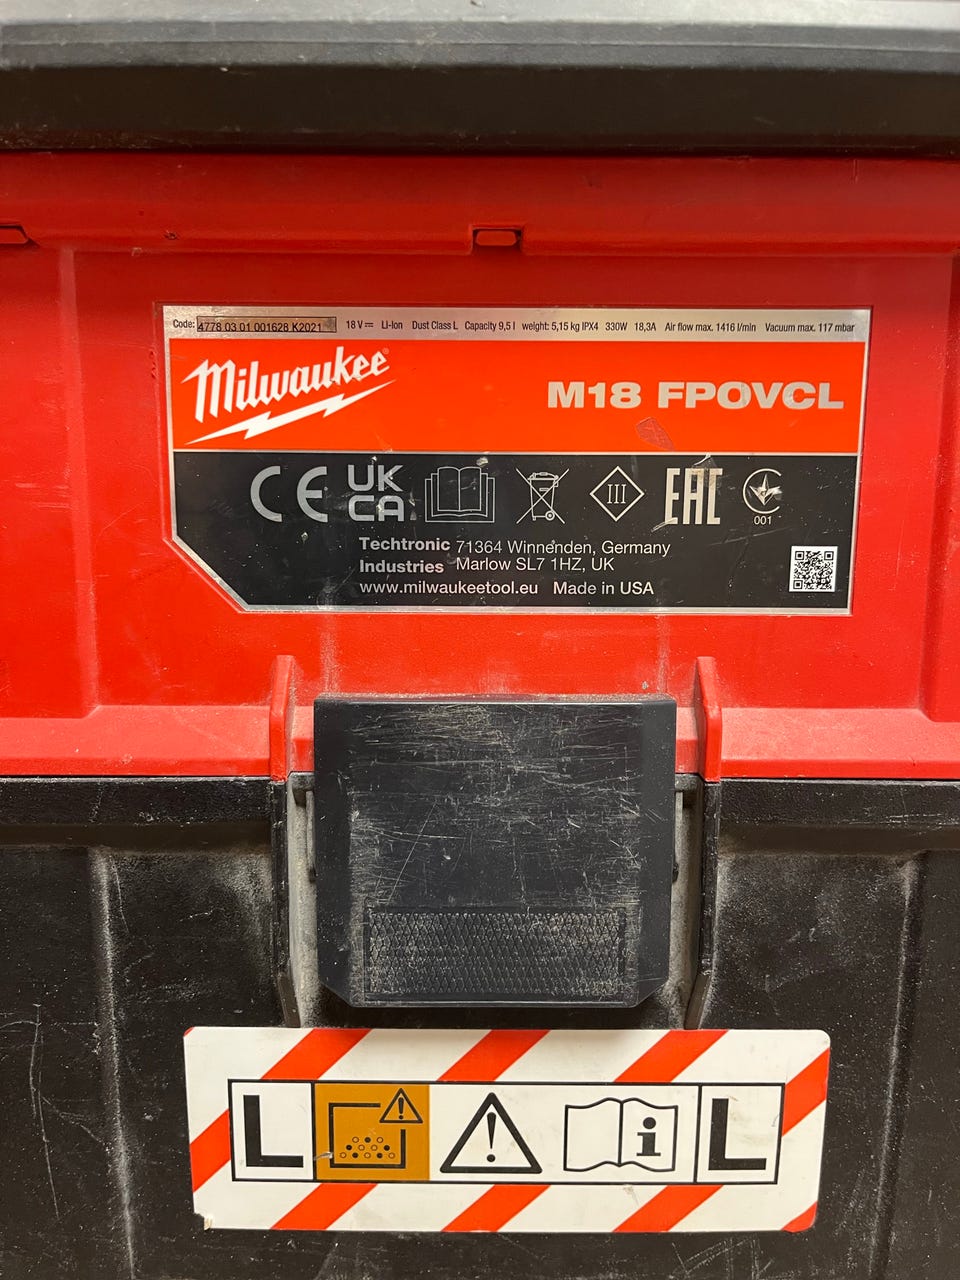 Code: 4778 03 01 001628 K2021 18 V⎓ Li-Ion Dust Class L Capacity 9,5 l weight: 5,15 kg IPX4 330W 18,3A Air flow max. 1416 l/min Vacuum max. 117 mbar
Milwaukee®
M18 FPOVCL
CE UK CA III EAC
001
Techtronic Industries
71364 Winnenden, Germany
Marlow SL7 1HZ, UK
www.milwaukeetool.eu Made in USA
L ! ! i L